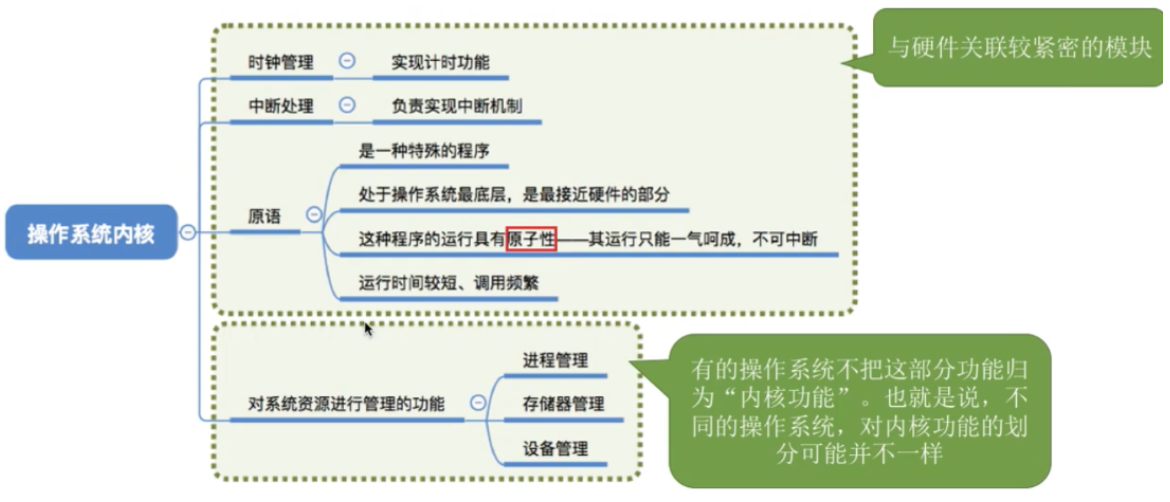 与硬件关联较紧密的模块
时钟管理
实现计时功能
中断处理
负责实现中断机制
是一种特殊的程序
处于操作系统最底层，是最接近硬件的部分
原语
操作系统内核
这种程序的运行具有原子性——其运行只能一气呵成，不可中断
运行时间较短、调用频繁
进程管理
对系统资源进行管理的功能
存储器管理
设备管理
有的操作系统不把这部分功能归
为“内核功能”。也就是说，不
同的操作系统，对内核功能的划
分可能并不一样